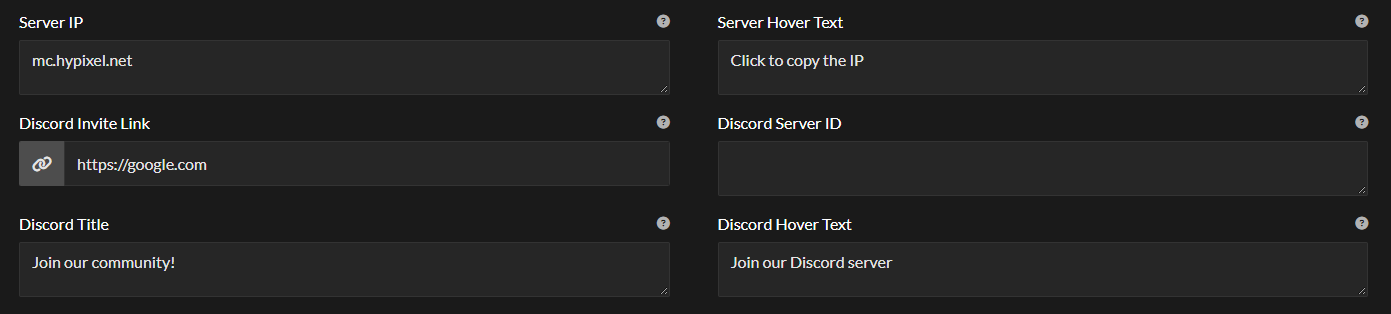 Server IP
Server Hover Text
mc.hypixel.net
Click to copy the IP
Discord Invite Link
Discord Server ID
https://google.com
Discord Title
Discord Hover Text
Join our community!
Join our Discord server